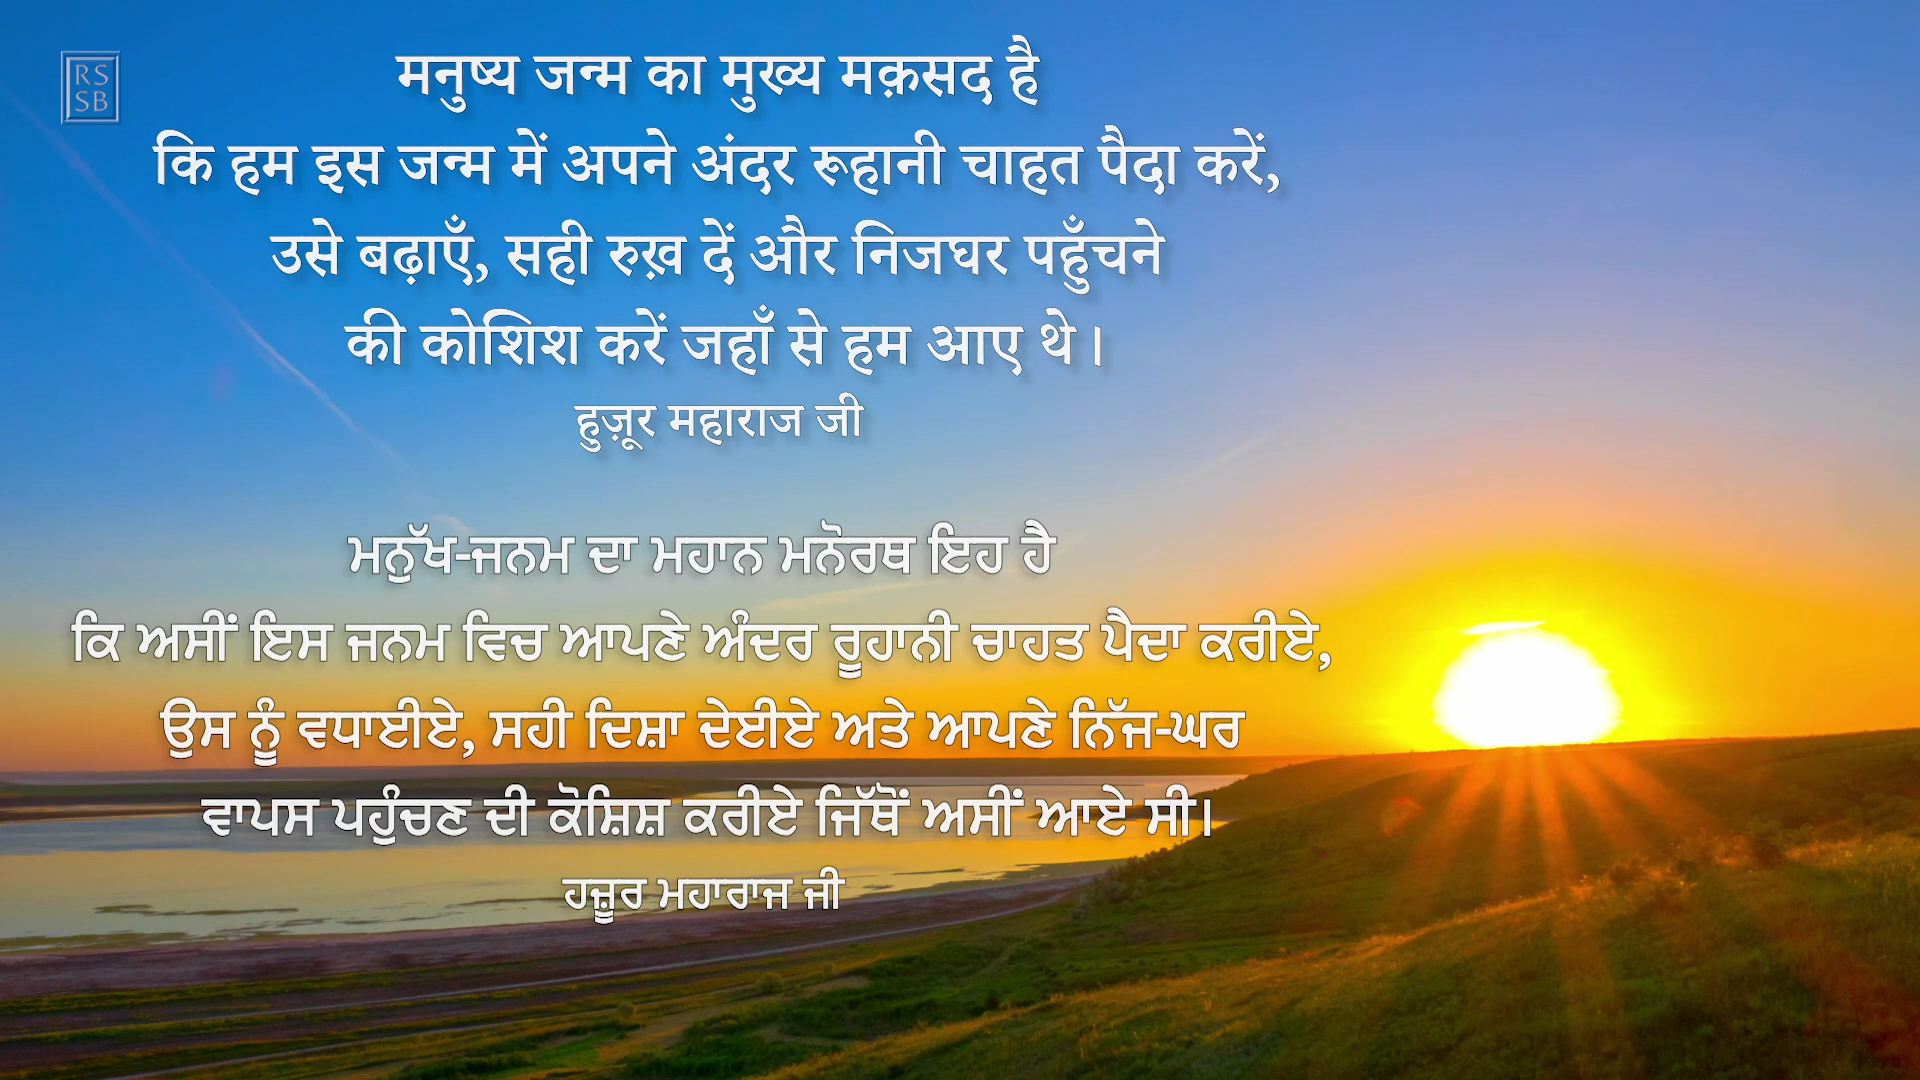 RS
SB
मनुष्य जन्म का मुख्य मक़सद है
कि हम इस जन्म में अपने अंदर रूहानी चाहत पैदा करें,
उसे बढ़ाएँ, सही रुख़ दें और निजघर पहुँचने
की कोशिश करें जहाँ से हम आए थे।
हुज़ूर महाराज जी
ਮਨੁੱਖ-ਜਨਮ ਦਾ ਮਹਾਨ ਮਨੋਰਥ ਇਹ ਹੈ
ਕਿ ਅਸੀਂ ਇਸ ਜਨਮ ਵਿਚ ਆਪਣੇ ਅੰਦਰ ਰੂਹਾਨੀ ਚਾਹਤ ਪੈਦਾ ਕਰੀਏ,
ਉਸ ਨੂੰ ਵਧਾਈਏ, ਸਹੀ ਦਿਸ਼ਾ ਦੇਈਏ ਅਤੇ ਆਪਣੇ ਨਿੱਜ-ਘਰ
ਵਾਪਸ ਪਹੁੰਚਣ ਦੀ ਕੋਸ਼ਿਸ਼ ਕਰੀਏ ਜਿੱਥੋਂ ਅਸੀਂ ਆਏ ਸੀ।
ਹਜ਼ੂਰ ਮਹਾਰਾਜ ਜੀ